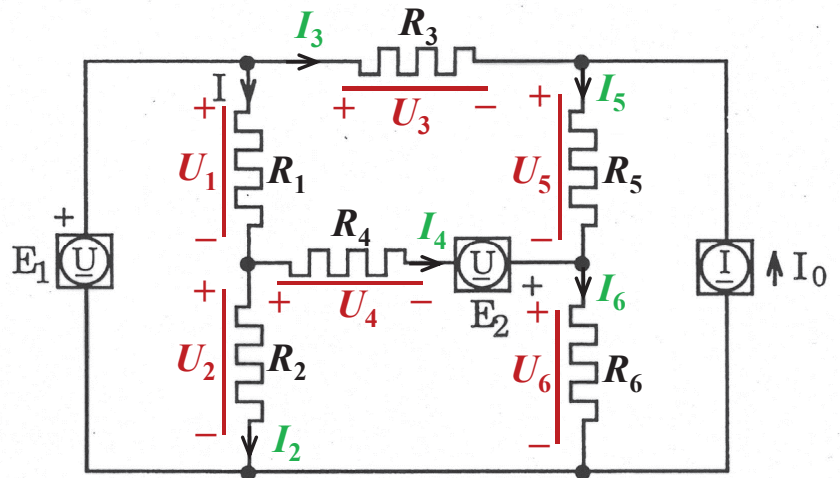 I₃
R₃
I
+
+
U₃
−
+
I₅
U₁
R₁
U₅
R₅
−
−
+
E₁
U
R₄
I₄
U
I
I₀
+
U₄
−
+
E₂
I₆
+
+
U₂
R₂
U₆
R₆
−
−
I₂